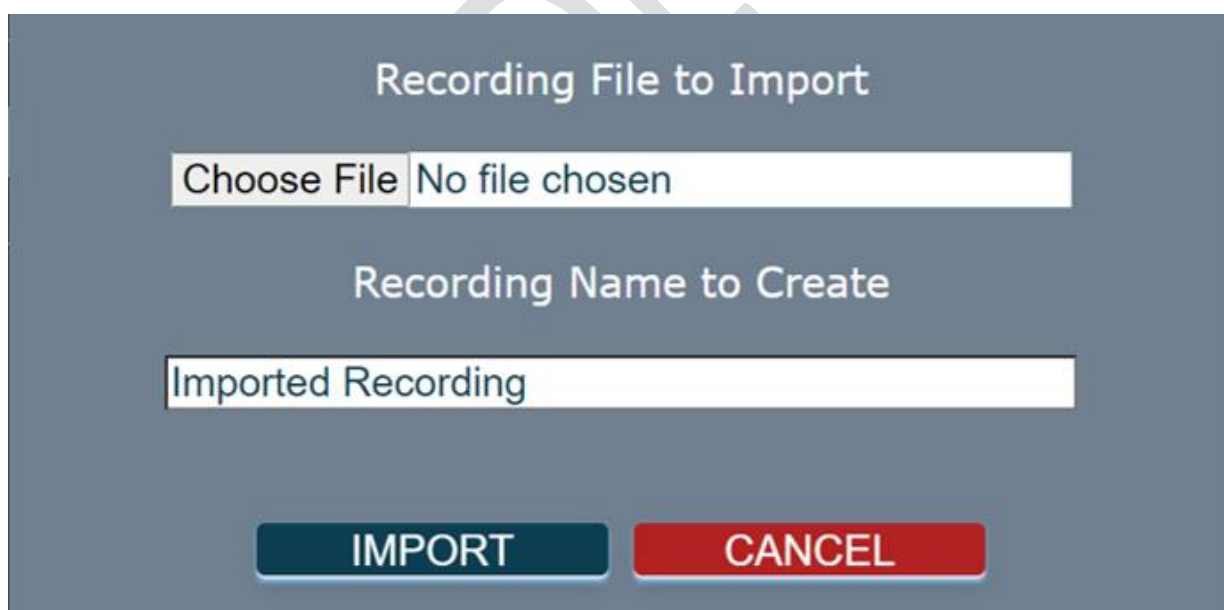 Recording File to Import
Choose File No file chosen
Recording Name to Create
Imported Recording
IMPORT CANCEL